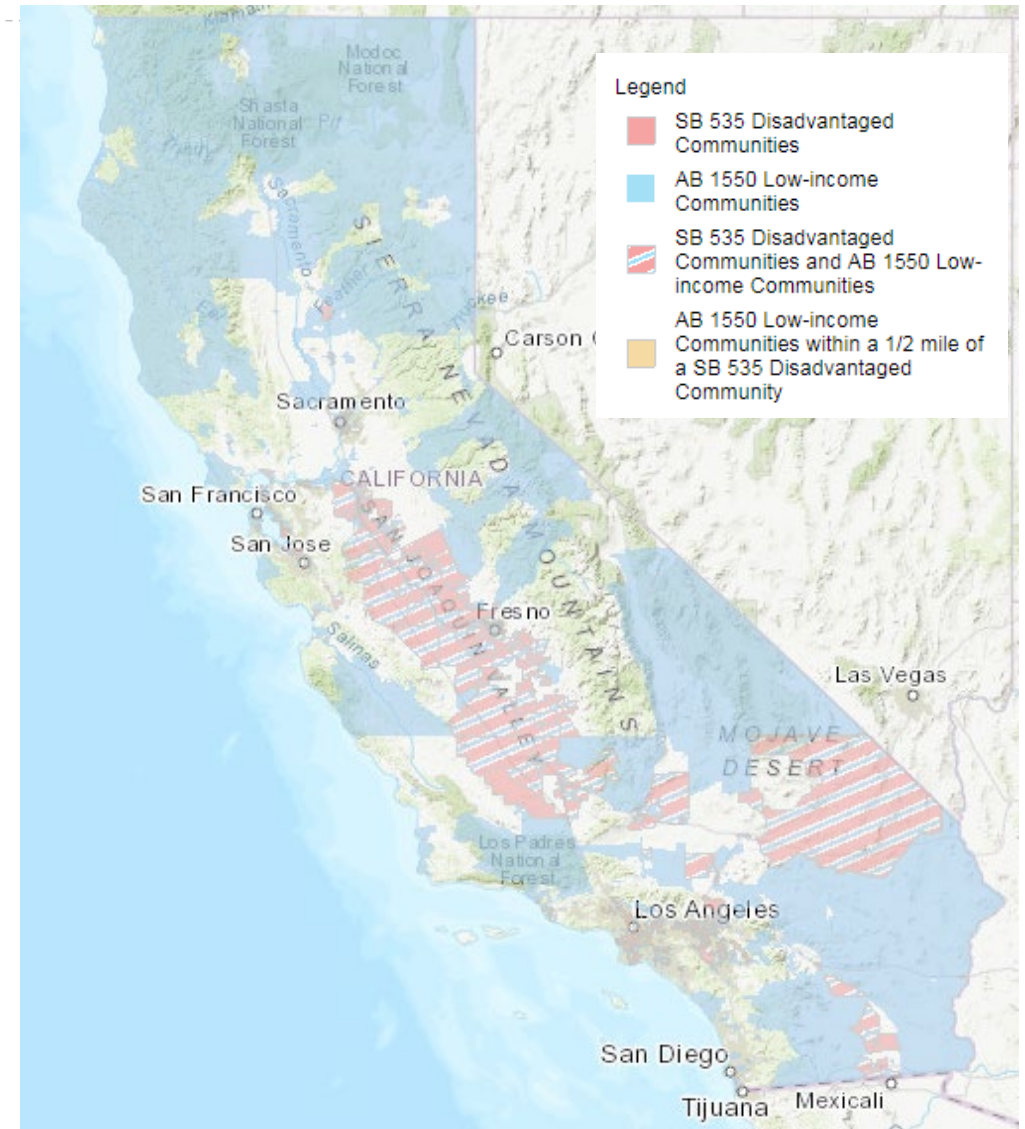 Klamath
Modoc
National
Forest
Shasta
National
Forest
Pit
Sacramento
Feather
Truckee
SIERRA NEVADA MOUNTAINS
Carson C
Sacramento
CALIFORNIA
San Francisco
San Jose
SAN JOAQUIN VALLEY
Fresno
Salinas
Las Vegas
MOJAVE
DESERT
Los Padres
National
Forest
Los Angeles
San Diego
Tijuana
Mexicali
Legend
SB 535 Disadvantaged
Communities
AB 1550 Low-income
Communities
SB 535 Disadvantaged
Communities and AB 1550 Low-
income Communities
AB 1550 Low-income
Communities within a 1/2 mile of
a SB 535 Disadvantaged
Community